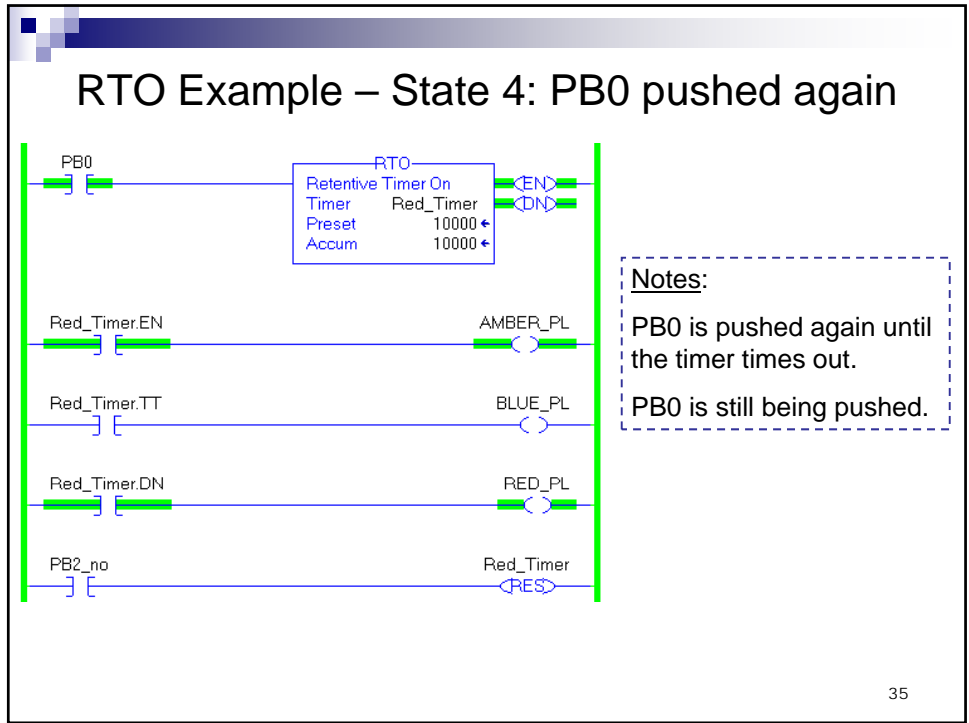 RTO Example – State 4: PB0 pushed again
PB0
RTO
Retentive Timer On
Timer Red_Timer
Preset 10000
Accum 10000
EN
DN
Red_Timer.EN
AMBER_PL
Red_Timer.TT
BLUE_PL
Red_Timer.DN
RED_PL
PB2_no
Red_Timer
RES
Notes:
PB0 is pushed again until
the timer times out.
PB0 is still being pushed.
35